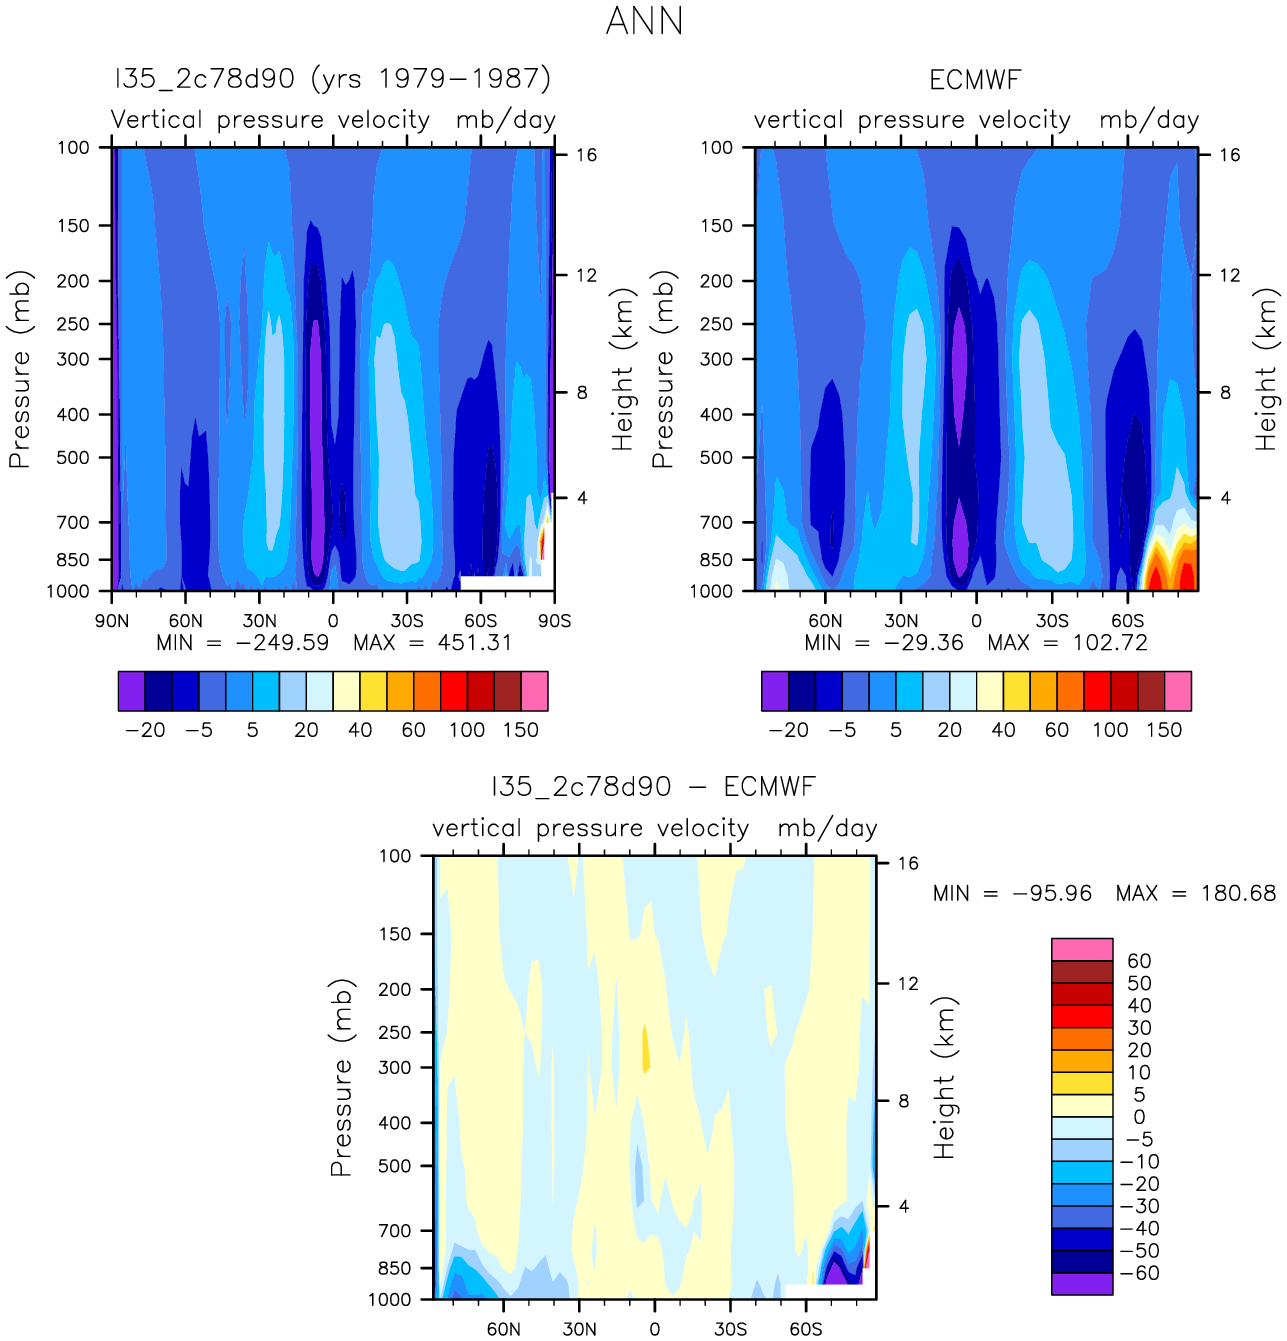 ANN
I35_2c78d90 (yrs 1979−1987)
Vertical pressure velocity mb/day
100
150
200
250
300
400
500
700
850
1000
Pressure (mb)
16
12
8
4
Height (km)
90N 60N 30N 0 30S 60S 90S
MIN = −249.59 MAX = 451.31
−20 −5 5 20 40 60 100 150
ECMWF
vertical pressure velocity mb/day
100
150
200
250
300
400
500
700
850
1000
Pressure (mb)
16
12
8
4
Height (km)
60N 30N 0 30S 60S
MIN = −29.36 MAX = 102.72
−20 −5 5 20 40 60 100 150
I35_2c78d90 − ECMWF
vertical pressure velocity mb/day
100
150
200
250
300
400
500
700
850
1000
Pressure (mb)
16
12
8
4
Height (km)
60N 30N 0 30S 60S
MIN = −95.96 MAX = 180.68
60
50
40
30
20
10
5
0
−5
−10
−20
−30
−40
−50
−60